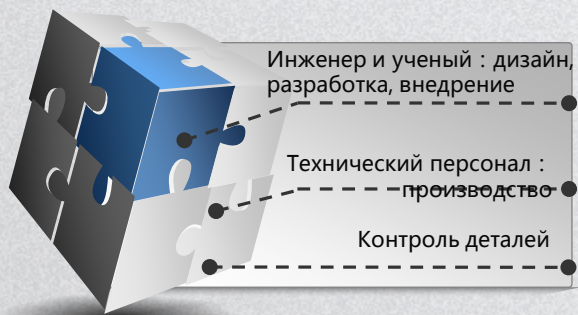 Инженер и ученый：дизайн,
разработка, внедрение
Технический персонал：
производство
Контроль деталей